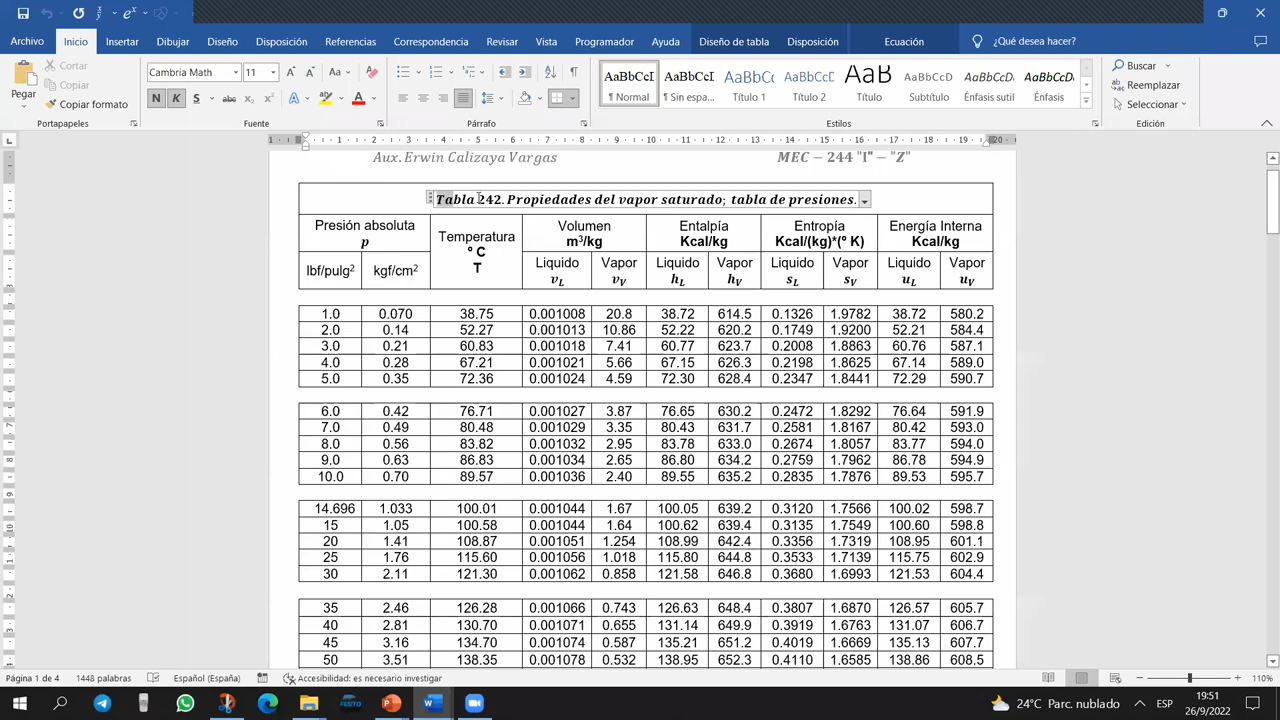 Archivo Inicio Insertar Dibujar Diseño Disposición Referencias Correspondencia Revisar Vista Programador Ayuda Diseño de tabla Disposición Ecuación ¿Qué desea hacer?
Pegar
Cortar
Copiar
Copiar formato
Portapapeles
Cambria Math 11
N K S abc
Fuente
Párrafo
AaBbCcI AaBbCc AaBbCc AaBbCc AaB AaBbCcC AaBbCcDc AaBbCcDc
¶ Normal ¶ Sin espa... Título 1 Título 2 Título Subtítulo Énfasis sutil Énfasis
Estilos
Buscar
Reemplazar
Seleccionar
Edición
Aux. Erwin Calizaya Vargas MEC − 244 "I" − "Z"
Tabla 242. Propiedades del vapor saturado; tabla de presiones.
Presión absoluta p Temperatura º C T Volumen m³/kg Entalpía Kcal/kg Entropía Kcal/(kg)*(º K) Energía Interna Kcal/kg
lbf/pulg² kgf/cm² Liquido vL Vapor vV Liquido hL Vapor hV Liquido sL Vapor sV Liquido uL Vapor uV
1.0 0.070 38.75 0.001008 20.8 38.72 614.5 0.1326 1.9782 38.72 580.2
2.0 0.14 52.27 0.001013 10.86 52.22 620.2 0.1749 1.9200 52.21 584.4
3.0 0.21 60.83 0.001018 7.41 60.77 623.7 0.2008 1.8863 60.76 587.1
4.0 0.28 67.21 0.001021 5.66 67.15 626.3 0.2198 1.8625 67.14 589.0
5.0 0.35 72.36 0.001024 4.59 72.30 628.4 0.2347 1.8441 72.29 590.7
6.0 0.42 76.71 0.001027 3.87 76.65 630.2 0.2472 1.8292 76.64 591.9
7.0 0.49 80.48 0.001029 3.35 80.43 631.7 0.2581 1.8167 80.42 593.0
8.0 0.56 83.82 0.001032 2.95 83.78 633.0 0.2674 1.8057 83.77 594.0
9.0 0.63 86.83 0.001034 2.65 86.80 634.2 0.2759 1.7962 86.78 594.9
10.0 0.70 89.57 0.001036 2.40 89.55 635.2 0.2835 1.7876 89.53 595.7
14.696 1.033 100.01 0.001044 1.67 100.05 639.2 0.3120 1.7566 100.02 598.7
15 1.05 100.58 0.001044 1.64 100.62 639.4 0.3135 1.7549 100.60 598.8
20 1.41 108.87 0.001051 1.254 108.99 642.4 0.3356 1.7319 108.95 601.1
25 1.76 115.60 0.001056 1.018 115.80 644.8 0.3533 1.7139 115.75 602.9
30 2.11 121.30 0.001062 0.858 121.58 646.8 0.3680 1.6993 121.53 604.4
35 2.46 126.28 0.001066 0.743 126.63 648.4 0.3807 1.6870 126.57 605.7
40 2.81 130.70 0.001071 0.655 131.14 649.9 0.3919 1.6763 131.07 606.7
45 3.16 134.70 0.001074 0.587 135.21 651.2 0.4019 1.6669 135.13 607.7
50 3.51 138.35 0.001078 0.532 138.95 652.3 0.4110 1.6585 138.86 608.5
Página 1 de 4 1448 palabras Español (España) Accesibilidad: es necesario investigar 110%
FESTO
24°C Parc. nublado ESP
19:51
26/9/2022